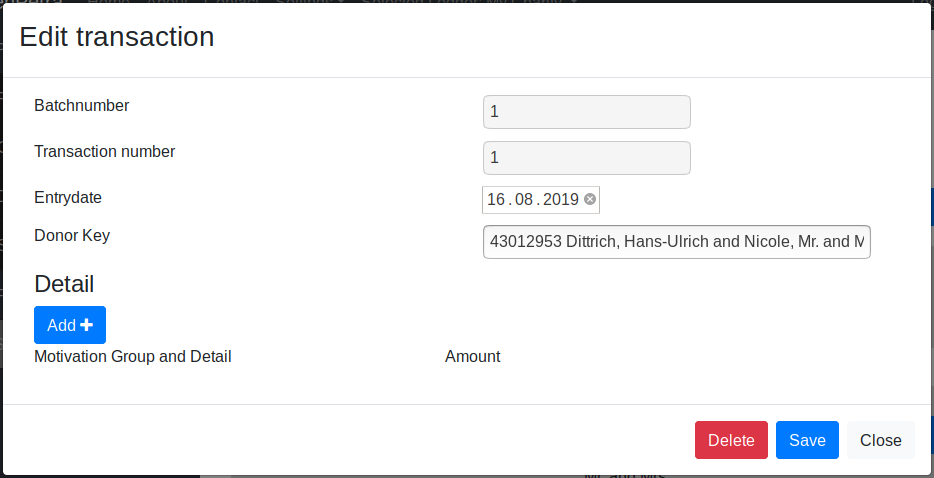 Edit transaction
Batchnumber
1
Transaction number
1
Entrydate
16.08.2019
Donor Key
43012953 Dittrich, Hans-Ulrich and Nicole, Mr. and M
Detail
Add
Motivation Group and Detail Amount
Delete Save Close